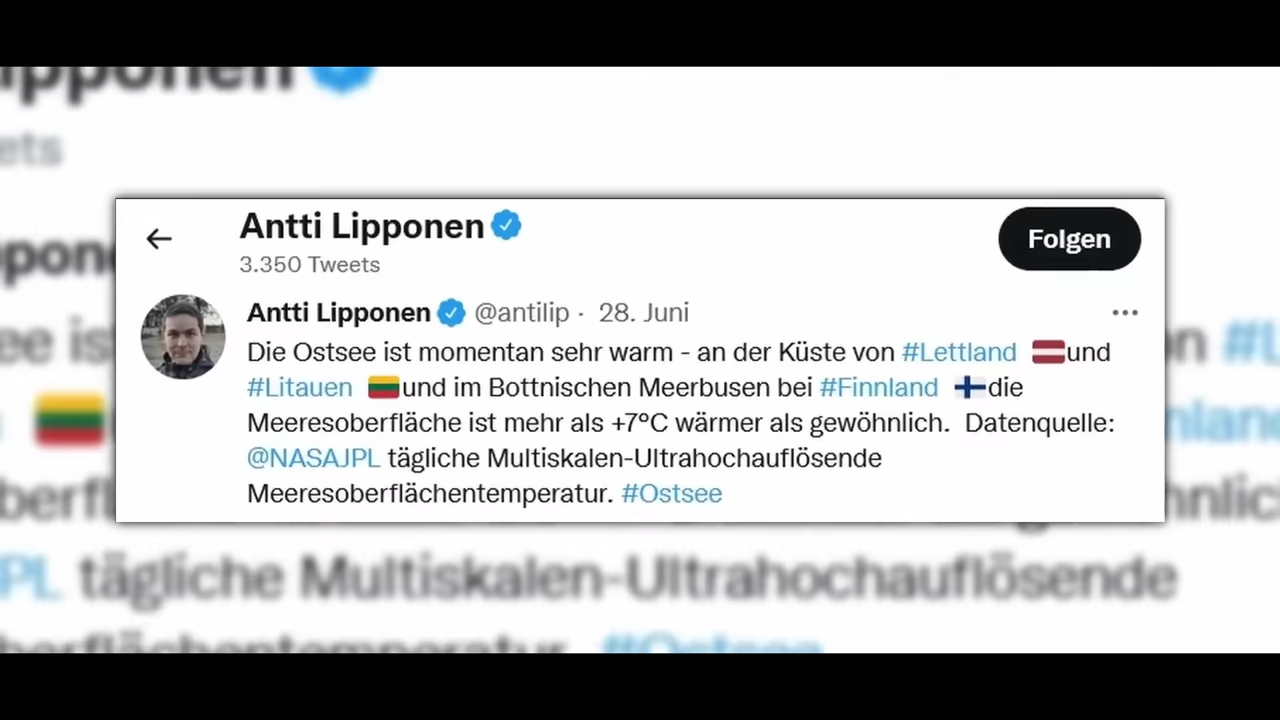 Antti Lipponen
3.350 Tweets
Folgen
Antti Lipponen @antilip · 28. Juni
Die Ostsee ist momentan sehr warm - an der Küste von #Lettland 🇱🇻und
#Litauen 🇱🇹und im Bottnischen Meerbusen bei #Finnland 🇫🇮die
Meeresoberfläche ist mehr als +7°C wärmer als gewöhnlich. Datenquelle:
@NASAJPL tägliche Multiskalen-Ultrahochauflösende
Meeresoberflächentemperatur. #Ostsee